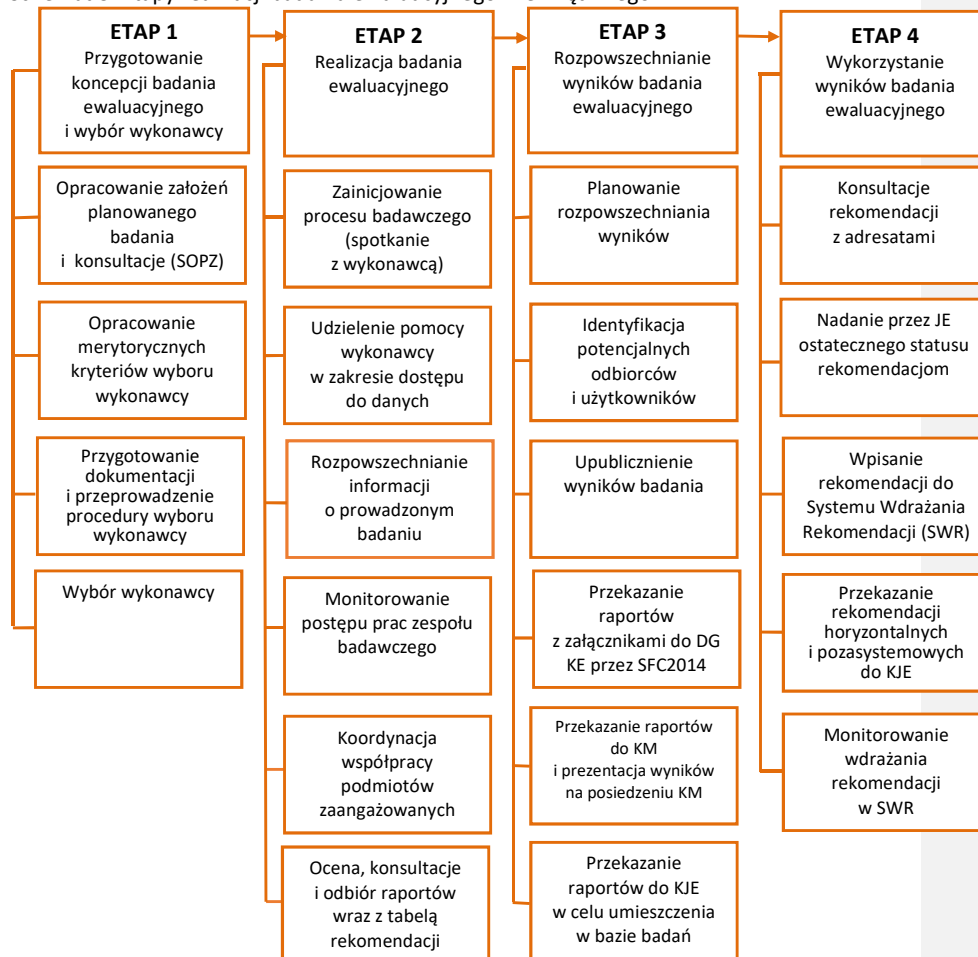 ETAP 1
Przygotowanie
koncepcji badania
ewaluacyjnego
i wybór wykonawcy
Opracowanie założeń
planowanego
badania
i konsultacje (SOPZ)
Opracowanie
merytorycznych
kryteriów wyboru
wykonawcy
Przygotowanie
dokumentacji
i przeprowadzenie
procedury wyboru
wykonawcy
Wybór wykonawcy
ETAP 2
Realizacja badania
ewaluacyjnego
Zainicjowanie
procesu badawczego
(spotkanie
z wykonawcą)
Udzielenie pomocy
wykonawcy
w zakresie dostępu
do danych
Rozpowszechnianie
informacji
o prowadzonym
badaniu
Monitorowanie
postępu prac zespołu
badawczego
Koordynacja
współpracy
podmiotów
zaangażowanych
Ocena, konsultacje
i odbiór raportów
wraz z tabelą
rekomendacji
ETAP 3
Rozpowszechnianie
wyników badania
ewaluacyjnego
Planowanie
rozpowszechniania
wyników
Identyfikacja
potencjalnych
odbiorców
i użytkowników
Upublicznienie
wyników badania
Przekazanie
raportów
z załącznikami do DG
KE przez SFC2014
Przekazanie raportów
do KM
i prezentacja wyników
na posiedzeniu KM
Przekazanie
raportów do KJE
w celu umieszczenia
w bazie badań
ETAP 4
Wykorzystanie
wyników badania
ewaluacyjnego
Konsultacje
rekomendacji
z adresatami
Nadanie przez JE
ostatecznego statusu
rekomendacjom
Wpisanie
rekomendacji do
Systemu Wdrażania
Rekomendacji (SWR)
Przekazanie
rekomendacji
horyzontalnych
i pozasystemowych
do KJE
Monitorowanie
wdrażania
rekomendacji
w SWR